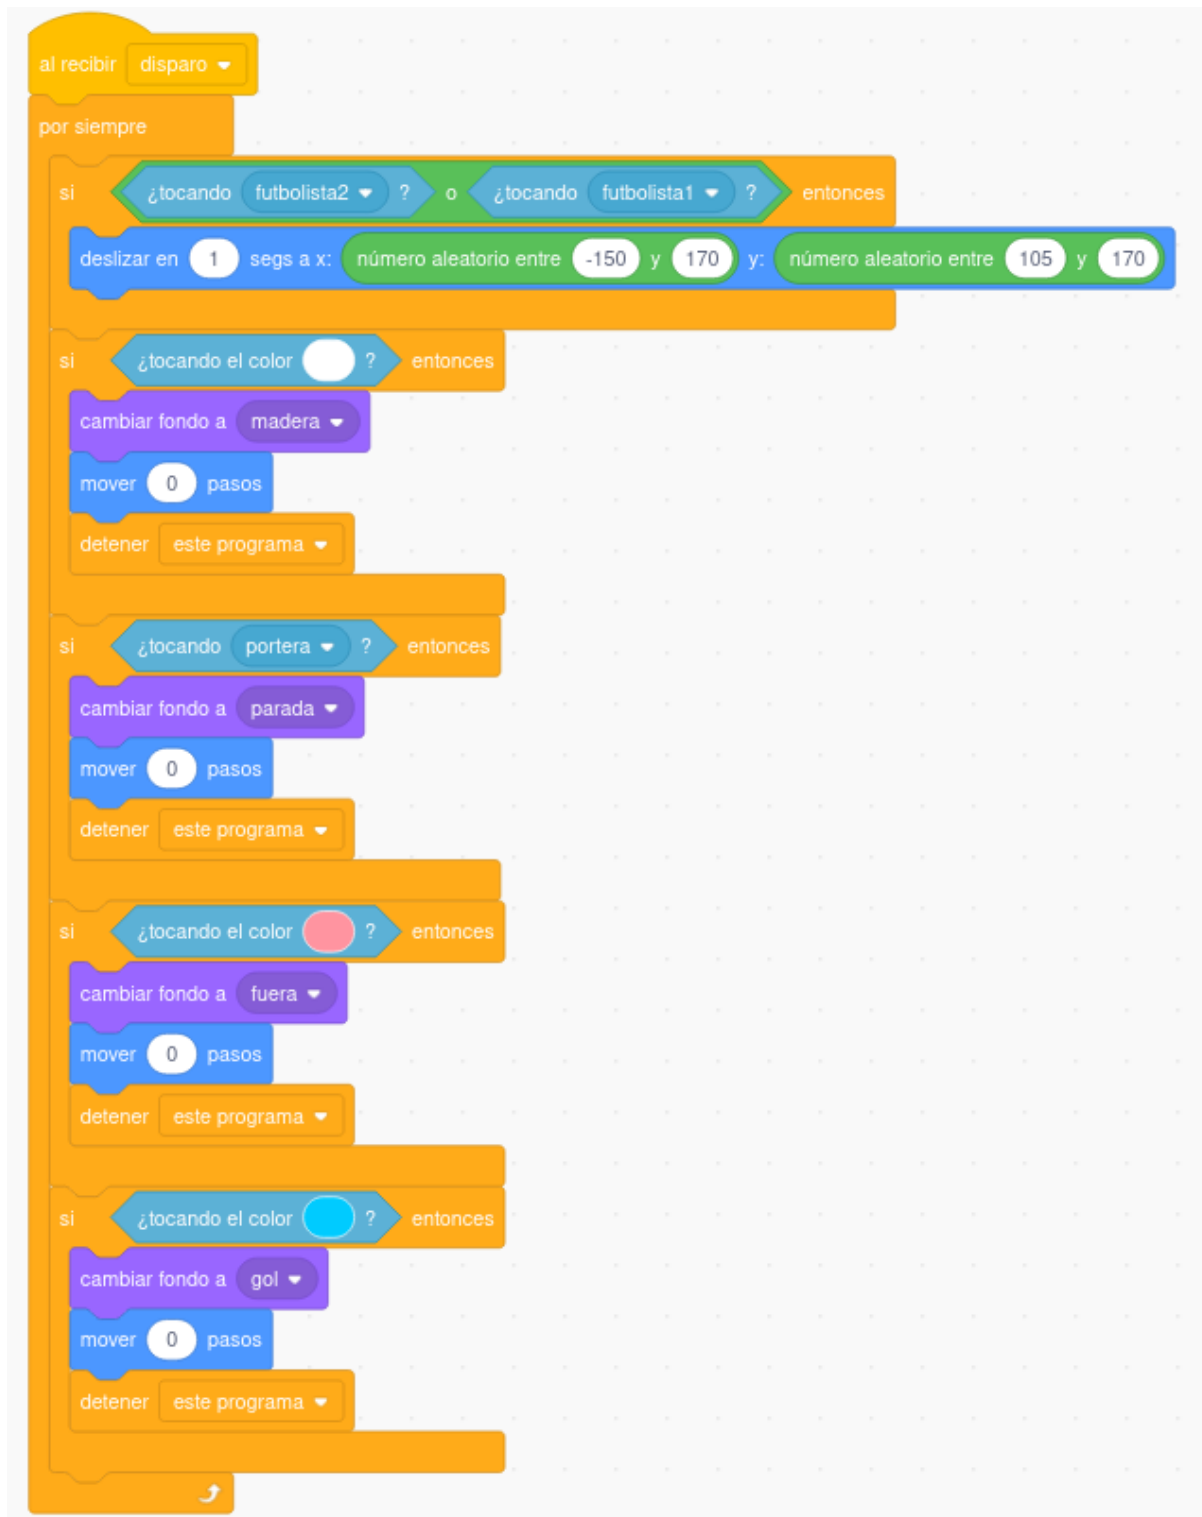 al recibir disparo
por siempre
si ¿tocando futbolista2 ? o ¿tocando futbolista1 ? entonces
deslizar en 1 segs a x: número aleatorio entre -150 y 170 y: número aleatorio entre 105 y 170
si ¿tocando el color ? entonces
cambiar fondo a madera
mover 0 pasos
detener este programa
si ¿tocando portera ? entonces
cambiar fondo a parada
mover 0 pasos
detener este programa
si ¿tocando el color ? entonces
cambiar fondo a fuera
mover 0 pasos
detener este programa
si ¿tocando el color ? entonces
cambiar fondo a gol
mover 0 pasos
detener este programa